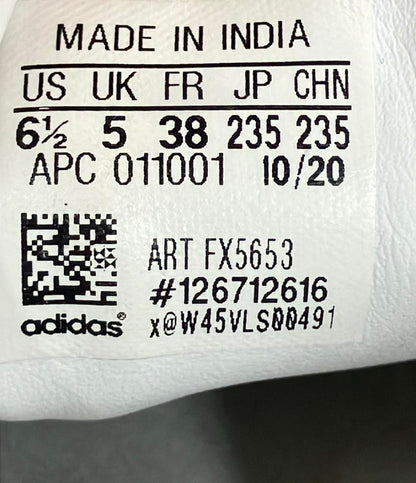 MADE IN INDIA
US UK FR JP CHN
6½ 5 38 235 235
APC 011001 10/20
ART FX5653
#126712616
adidas®
x@W45VLS00491